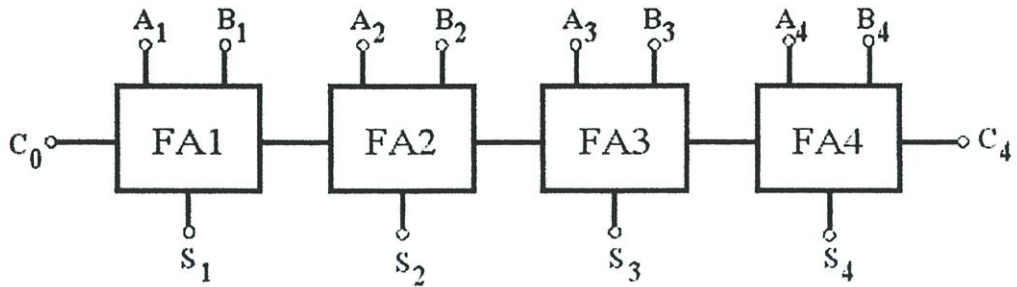 A₁ B₁ A₂ B₂ A₃ B₃ A₄ B₄
C₀ FA1 FA2 FA3 FA4 C₄
S₁ S₂ S₃ S₄